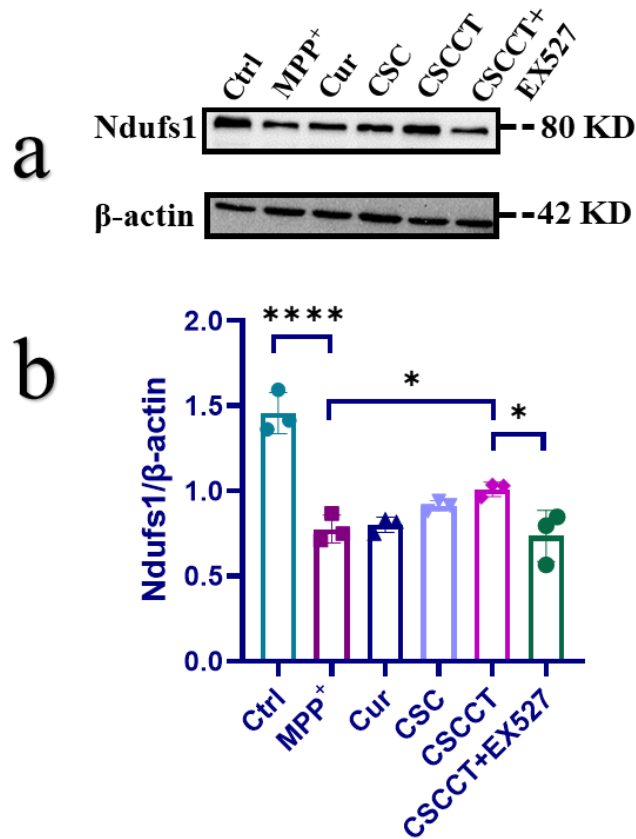 a
Ctrl
MPP⁺
Cur
CSC
CSCCT
CSCCT+
EX527
Ndufs1
80 KD
β-actin
42 KD
b
Ndufs1/β-actin
2.0
1.5
1.0
0.5
0.0
****
*
*
Ctrl
MPP⁺
Cur
CSC
CSCCT
CSCCT+EX527